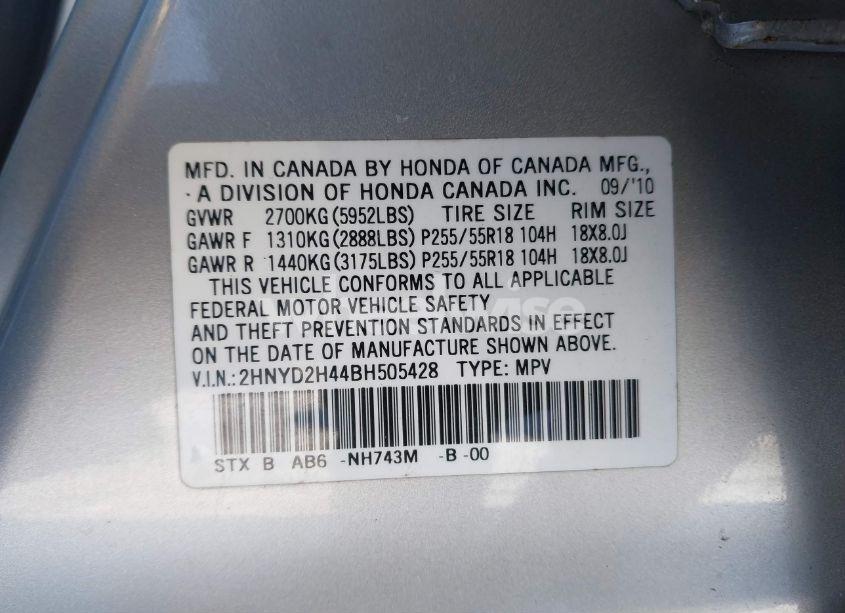 MFD. IN CANADA BY HONDA OF CANADA MFG.,
A DIVISION OF HONDA CANADA INC. 09/'10
GVWR 2700KG (5952LBS) TIRE SIZE RIM SIZE
GAWR F 1310KG (2888LBS) P255/55R18 104H 18X8.0J
GAWR R 1440KG (3175LBS) P255/55R18 104H 18X8.0J
THIS VEHICLE CONFORMS TO ALL APPLICABLE
FEDERAL MOTOR VEHICLE SAFETY
AND THEFT PREVENTION STANDARDS IN EFFECT
ON THE DATE OF MANUFACTURE SHOWN ABOVE.
V.I.N.: 2HNYD2H44BH505428 TYPE: MPV
STX B AB6 -NH743M -B -00